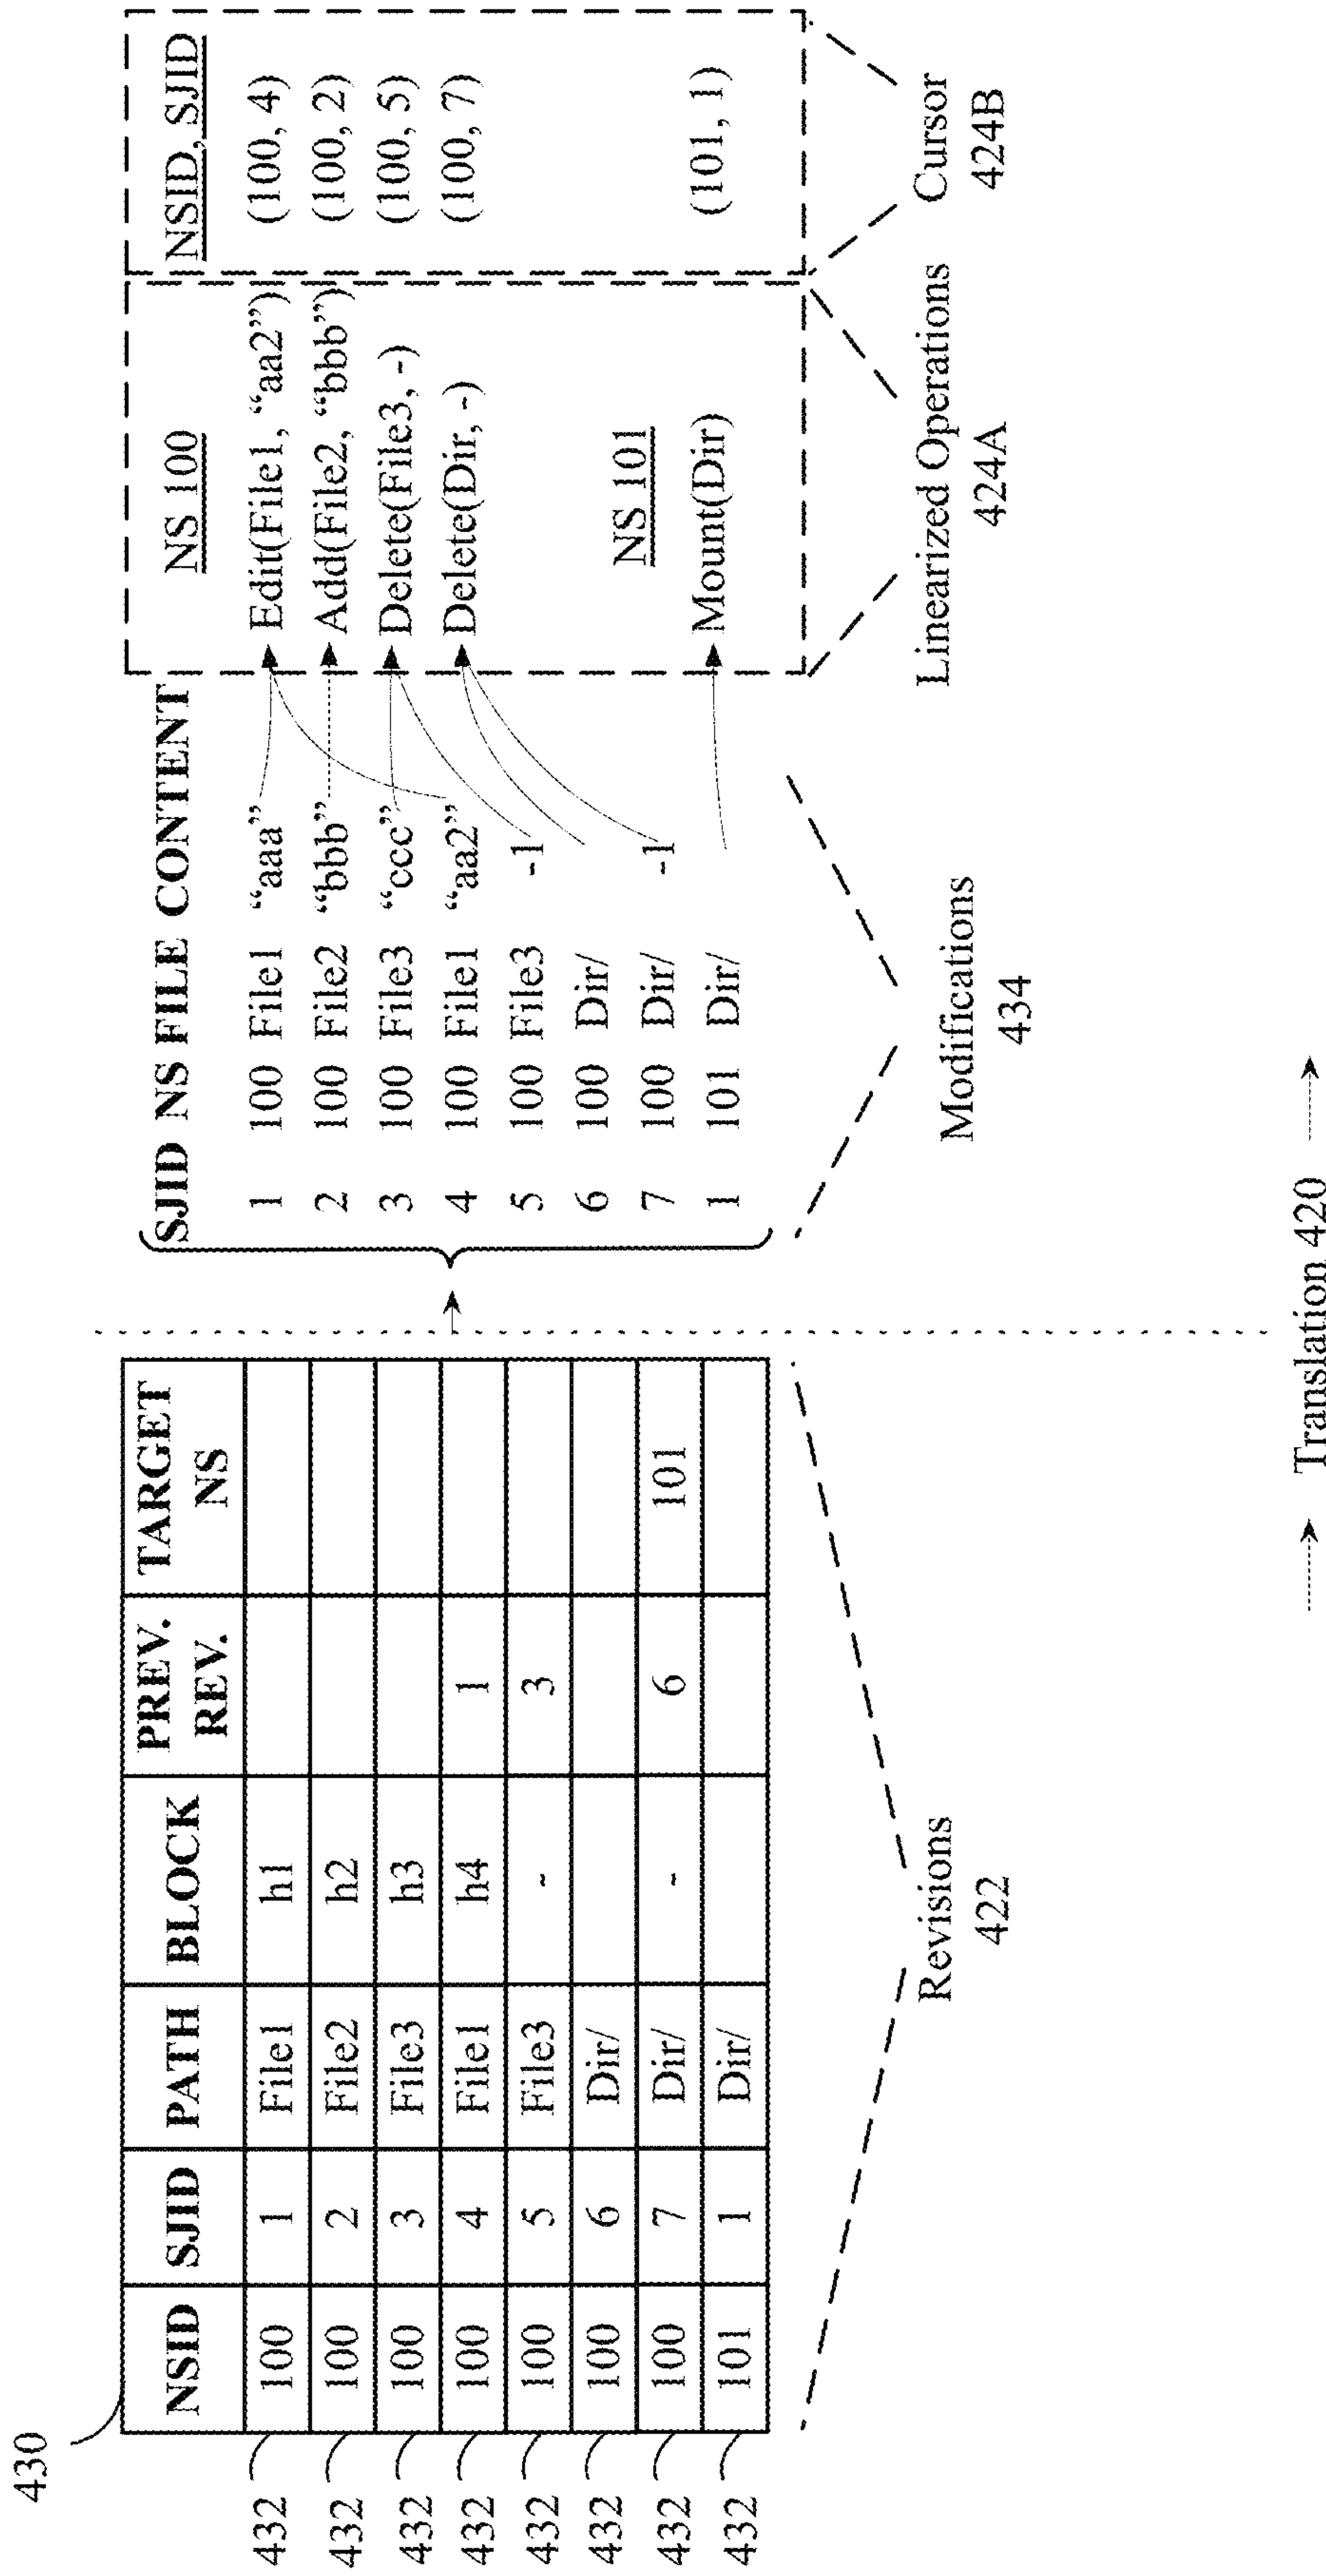 430
NSID SJID PATH BLOCK PREV. REV. TARGET NS
432 100 1 File1 h1
432 100 2 File2 h2
432 100 3 File3 h3
432 100 4 File1 h4 1
432 100 5 File3 - 3
432 100 6 Dir/
432 100 7 Dir/ - 6 101
432 101 1 Dir/
Revisions
422
SJID NS FILE CONTENT
1 100 File1 “aaa”
2 100 File2 “bbb”
3 100 File3 “ccc”
4 100 File1 “aa2”
5 100 File3 -1
6 100 Dir/
7 100 Dir/ -1
1 101 Dir/
Modifications
434
NS 100
Edit(File1, “aa2”)
Add(File2, “bbb”)
Delete(File3, -)
Delete(Dir, -)
NS 101
Mount(Dir)
Linearized Operations
424A
NSID, SJID
(100, 4)
(100, 2)
(100, 5)
(100, 7)
(101, 1)
Cursor
424B
Translation 420